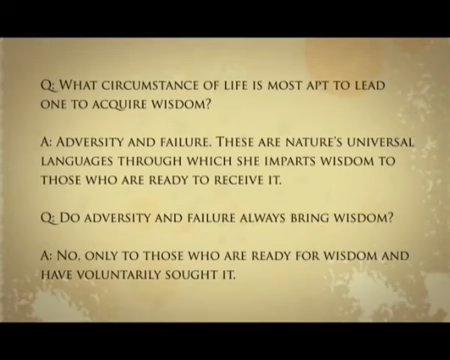 Q: What circumstance of life is most apt to lead
one to acquire wisdom?
A: Adversity and failure. These are nature's universal
languages through which she imparts wisdom to
those who are ready to receive it.
Q: Do adversity and failure always bring wisdom?
A: No, only to those who are ready for wisdom and
have voluntarily sought it.